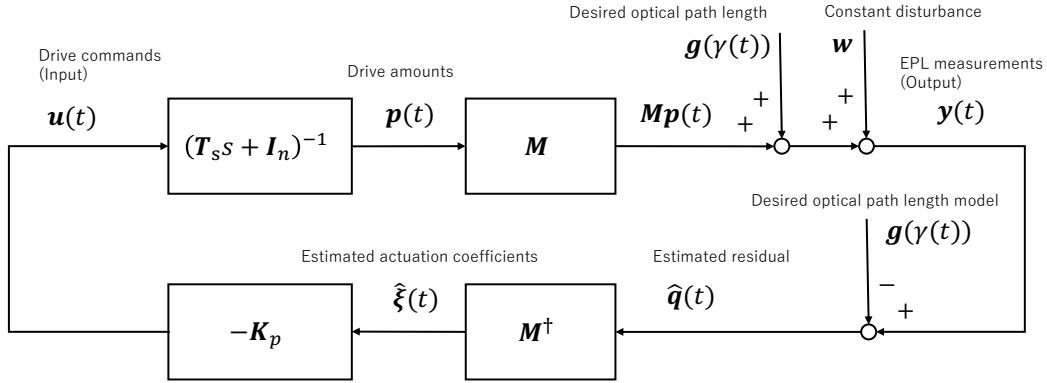 Desired optical path length
Constant disturbance
Drive commands
(Input)
Drive amounts
g(γ(t))
w
EPL measurements
(Output)
u(t)
p(t)
Mp(t)
+
+
+
+
y(t)
(Tₛs + Iₙ)⁻¹
M
Desired optical path length model
g(γ(t))
Estimated actuation coefficients
Estimated residual
ξ̂(t)
q̂(t)
−
+
−Kₚ
M†